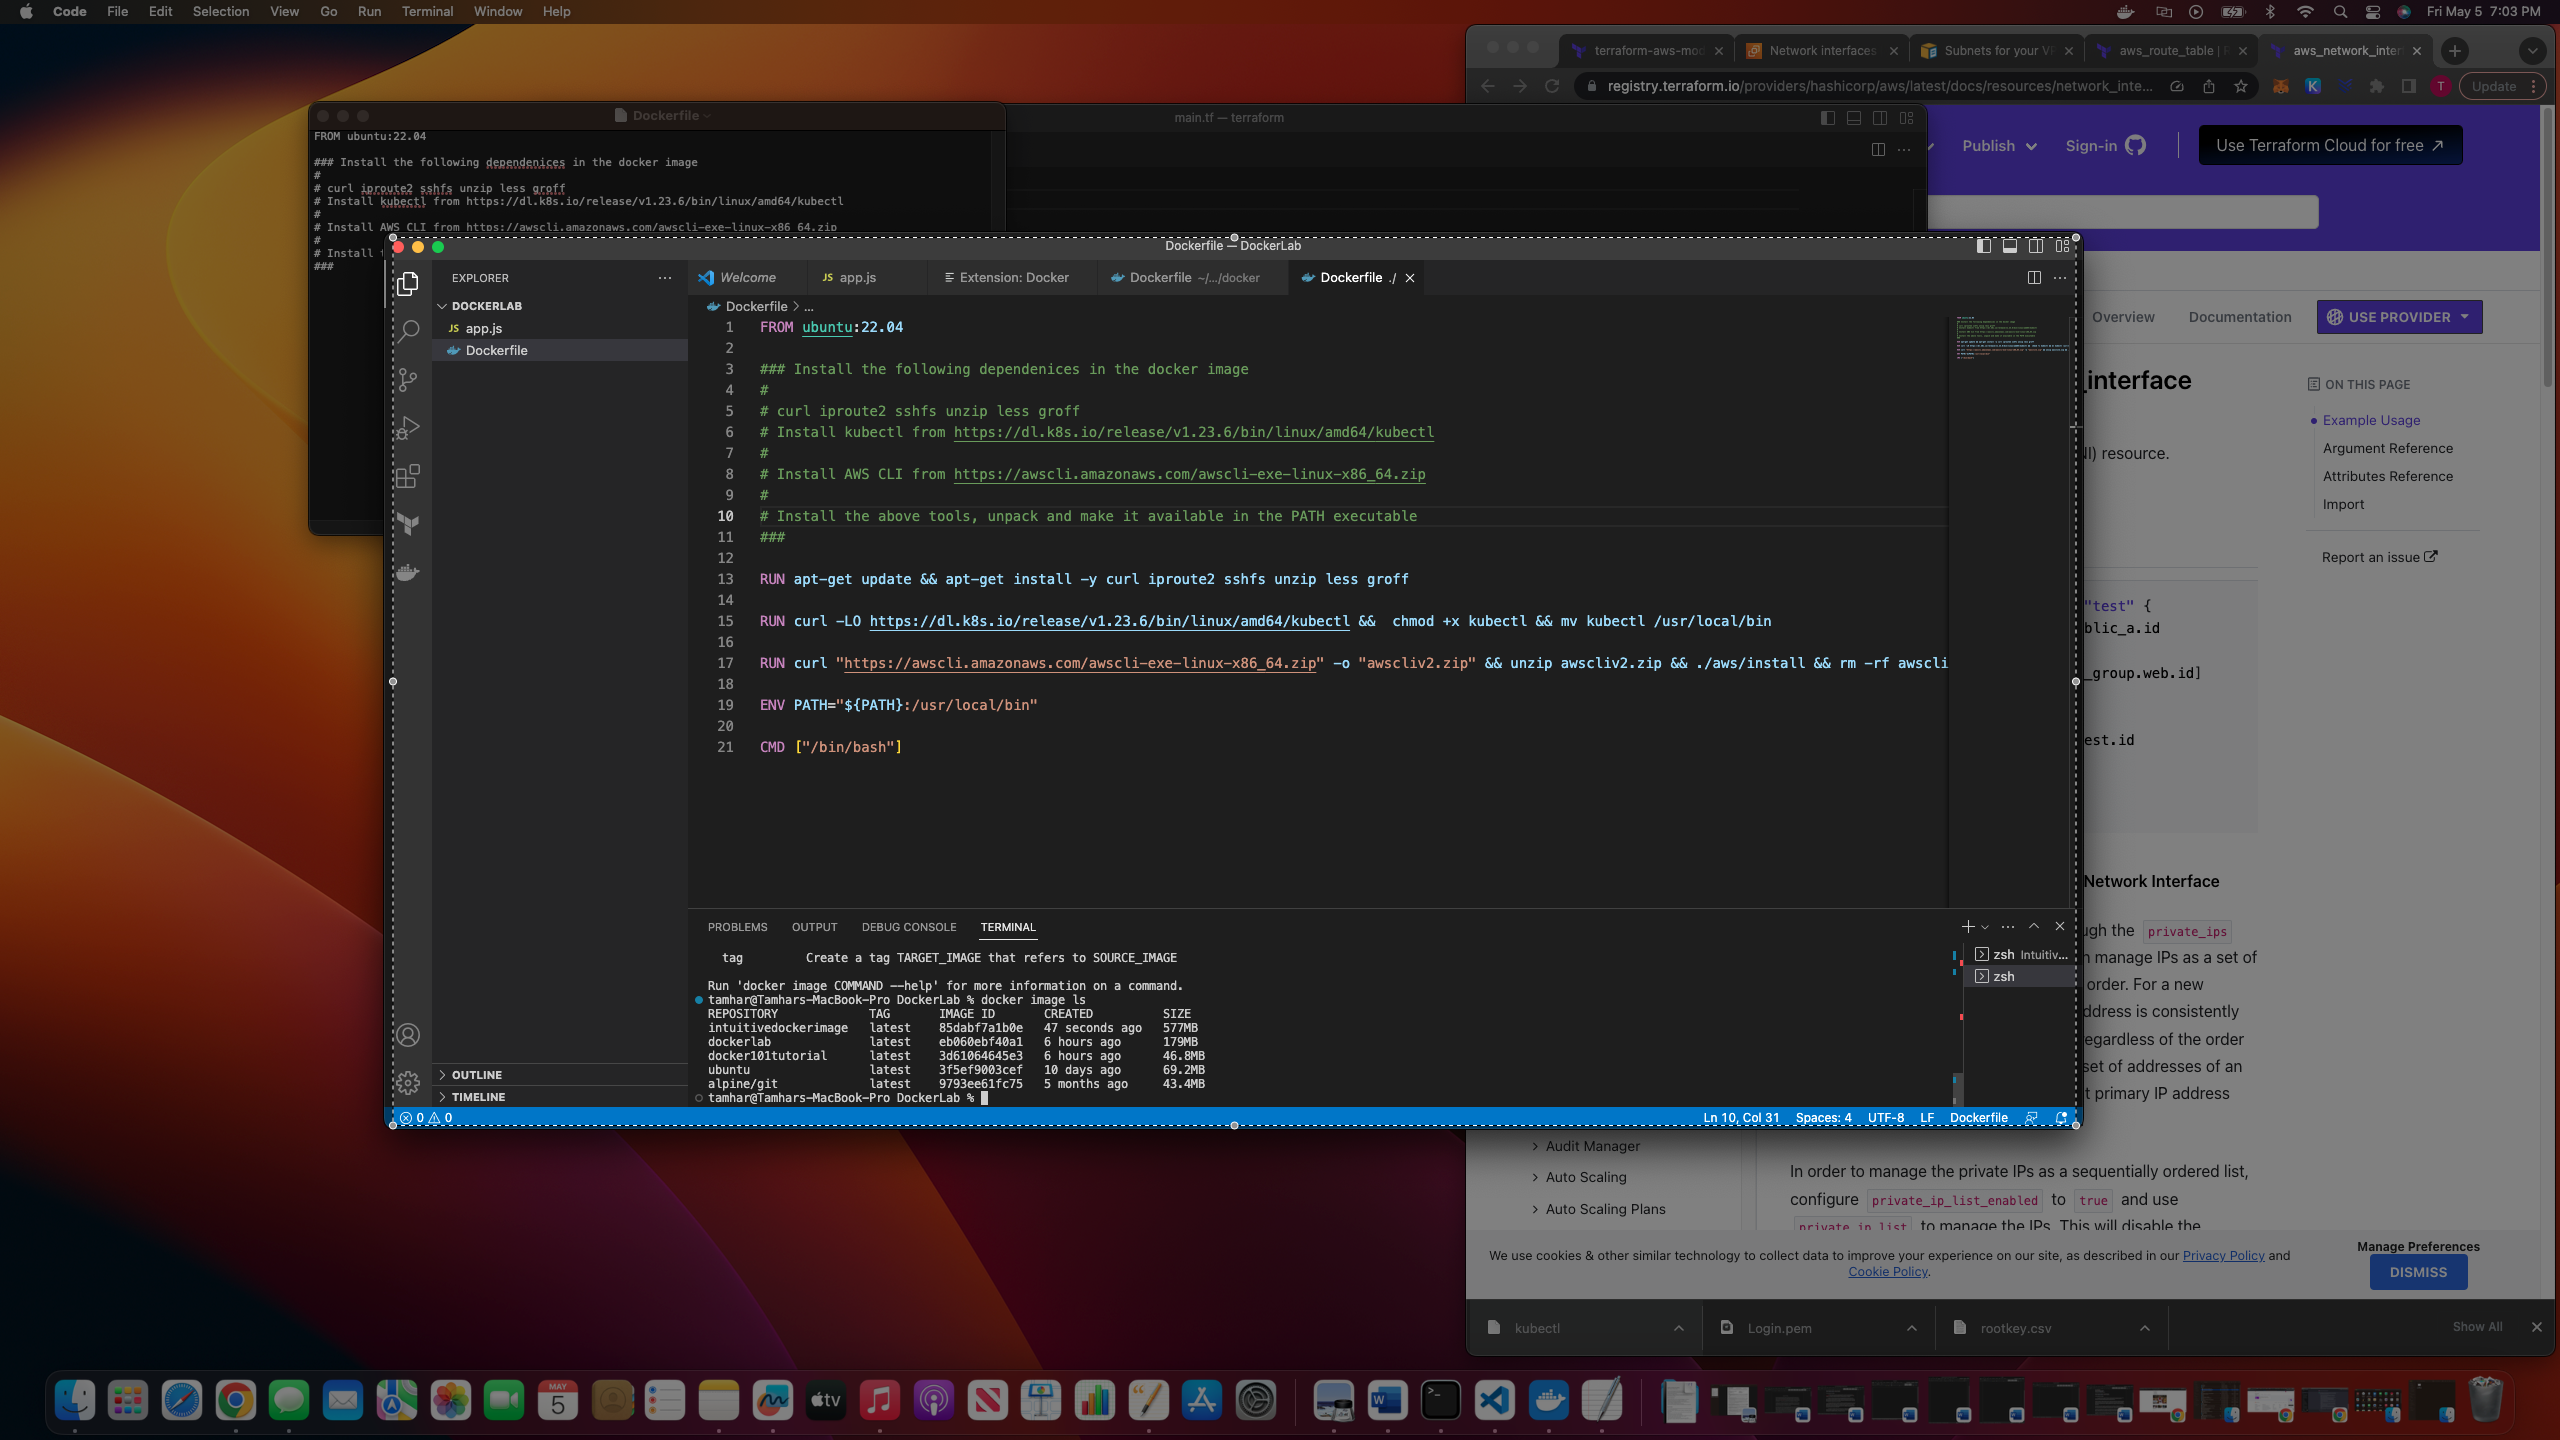 Code File Edit Selection View Go Run Terminal Window Help
Fri May 5 7:03 PM
terraform-aws-mod
Network interfaces
Subnets for your VP
aws_route_table | R
aws_network_inter
registry.terraform.io/providers/hashicorp/aws/latest/docs/resources/network_inte...
Update
Publish
Sign-in
Use Terraform Cloud for free
Overview
Documentation
USE PROVIDER
_interface
ON THIS PAGE
Example Usage
Argument Reference
Attributes Reference
Import
Report an issue
NI) resource.
"test" {
blic_a.id
_group.web.id]
est.id
Network Interface
ugh the private_ips
n manage IPs as a set of
order. For a new
ddress is consistently
egardless of the order
set of addresses of an
t primary IP address
Audit Manager
Auto Scaling
Auto Scaling Plans
In order to manage the private IPs as a sequentially ordered list,
configure private_ip_list_enabled to true and use
private_ip_list to manage the IPs. This will disable the
We use cookies & other similar technology to collect data to improve your experience on our site, as described in our Privacy Policy and
Cookie Policy.
Manage Preferences
DISMISS
kubectl
Login.pem
rootkey.csv
Show All
main.tf — terraform
Dockerfile
FROM ubuntu:22.04
### Install the following dependenices in the docker image
#
# curl iproute2 sshfs unzip less groff
# Install kubectl from https://dl.k8s.io/release/v1.23.6/bin/linux/amd64/kubectl
#
# Install AWS CLI from https://awscli.amazonaws.com/awscli-exe-linux-x86_64.zip
#
# Install
###
Dockerfile — DockerLab
EXPLORER
DOCKERLAB
JS app.js
Dockerfile
OUTLINE
TIMELINE
Welcome
JS app.js
Extension: Docker
Dockerfile ~/.../docker
Dockerfile ./
Dockerfile > ...
1 FROM ubuntu:22.04
2
3 ### Install the following dependenices in the docker image
4 #
5 # curl iproute2 sshfs unzip less groff
6 # Install kubectl from https://dl.k8s.io/release/v1.23.6/bin/linux/amd64/kubectl
7 #
8 # Install AWS CLI from https://awscli.amazonaws.com/awscli-exe-linux-x86_64.zip
9 #
10 # Install the above tools, unpack and make it available in the PATH executable
11 ###
12
13 RUN apt-get update && apt-get install -y curl iproute2 sshfs unzip less groff
14
15 RUN curl -LO https://dl.k8s.io/release/v1.23.6/bin/linux/amd64/kubectl &&  chmod +x kubectl && mv kubectl /usr/local/bin
16
17 RUN curl "https://awscli.amazonaws.com/awscli-exe-linux-x86_64.zip" -o "awscliv2.zip" && unzip awscliv2.zip && ./aws/install && rm -rf awscli
18
19 ENV PATH="${PATH}:/usr/local/bin"
20
21 CMD ["/bin/bash"]
PROBLEMS OUTPUT DEBUG CONSOLE TERMINAL
tag Create a tag TARGET_IMAGE that refers to SOURCE_IMAGE
Run 'docker image COMMAND --help' for more information on a command.
tamhar@Tamhars-MacBook-Pro DockerLab % docker image ls
REPOSITORY TAG IMAGE ID CREATED SIZE
intuitivedockerimage latest 85dabf7a1b0e 47 seconds ago 577MB
dockerlab latest eb060ebf40a1 6 hours ago 179MB
docker101tutorial latest 3d61064645e3 6 hours ago 46.8MB
ubuntu latest 3f5ef9003cef 10 days ago 69.2MB
alpine/git latest 9793ee61fc75 5 months ago 43.4MB
tamhar@Tamhars-MacBook-Pro DockerLab %
zsh Intuitiv...
zsh
0 0
Ln 10, Col 31 Spaces: 4 UTF-8 LF Dockerfile
MAY
5
tv